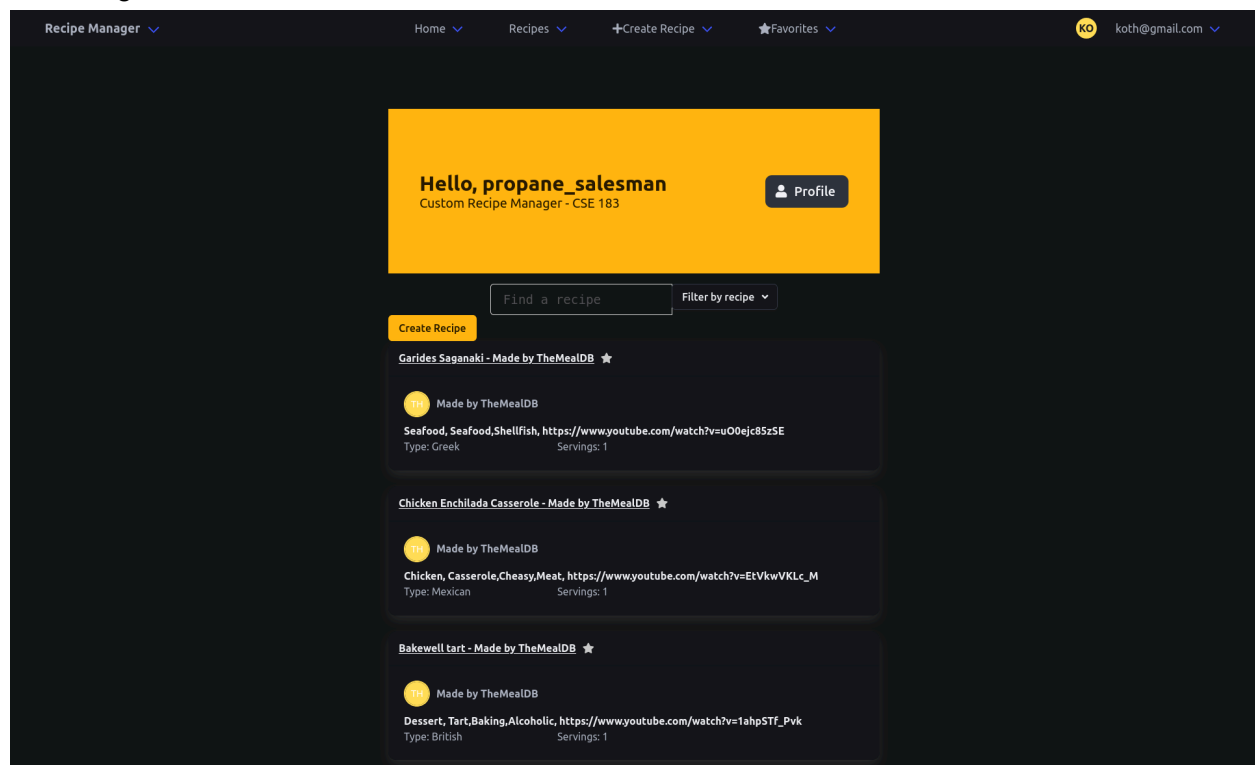 Recipe Manager Home Recipes Create Recipe Favorites KO koth@gmail.com
Hello, propane_salesman
Custom Recipe Manager - CSE 183
Profile
Find a recipe Filter by recipe
Create Recipe
Garides Saganaki - Made by TheMealDB
TH Made by TheMealDB
Seafood, Seafood,Shellfish, https://www.youtube.com/watch?v=uO0ejc85zSE
Type: Greek Servings: 1
Chicken Enchilada Casserole - Made by TheMealDB
TH Made by TheMealDB
Chicken, Casserole,Cheasy,Meat, https://www.youtube.com/watch?v=EtVkwVKLc_M
Type: Mexican Servings: 1
Bakewell tart - Made by TheMealDB
TH Made by TheMealDB
Dessert, Tart,Baking,Alcoholic, https://www.youtube.com/watch?v=1ahpSTf_Pvk
Type: British Servings: 1